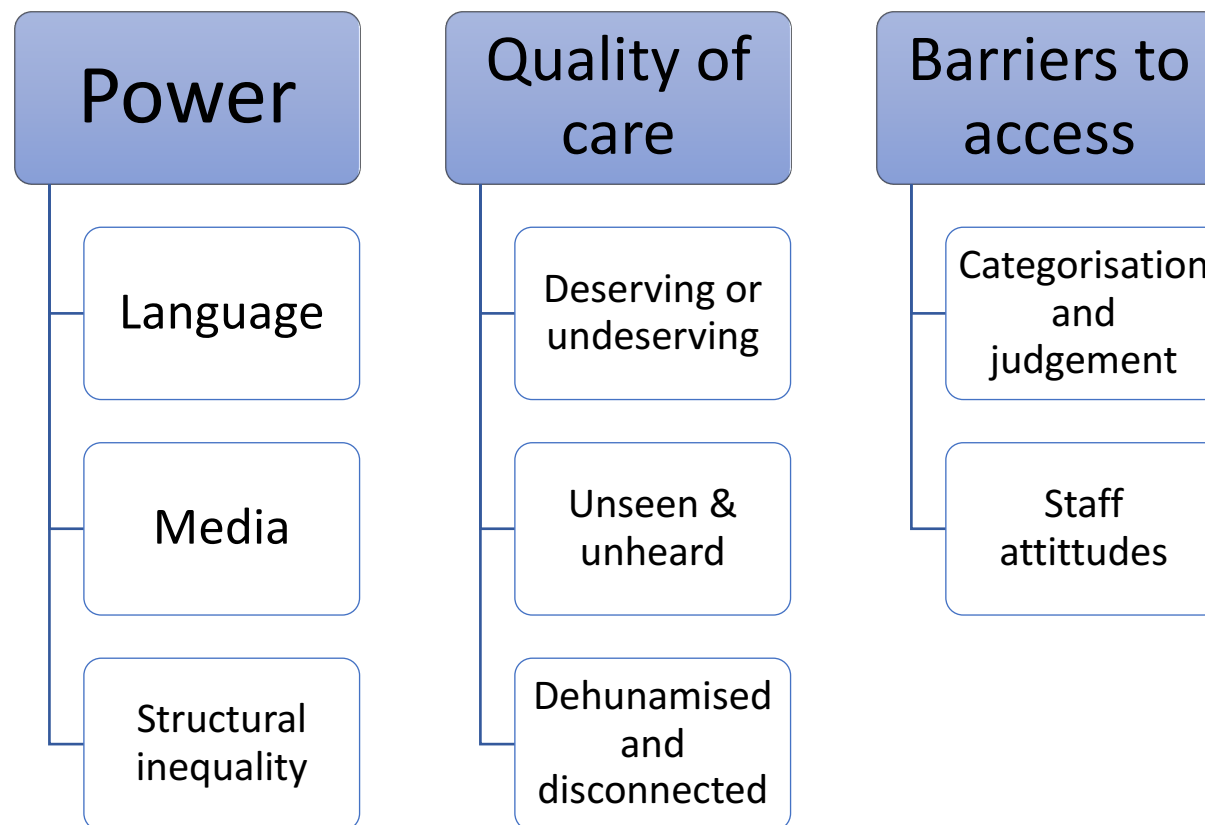 Power
Language
Media
Structural
inequality
Quality of
care
Deserving or
undeserving
Unseen &
unheard
Dehunamised
and
disconnected
Barriers to
access
Categorisation
and
judgement
Staff
attittudes